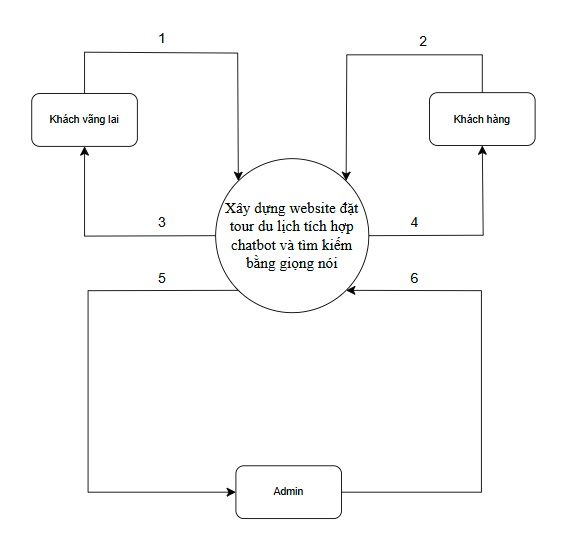 1
2
Khách vãng lai
Khách hàng
Xây dựng website đặt
tour du lịch tích hợp
chatbot và tìm kiếm
bằng giọng nói
3
4
5
6
Admin